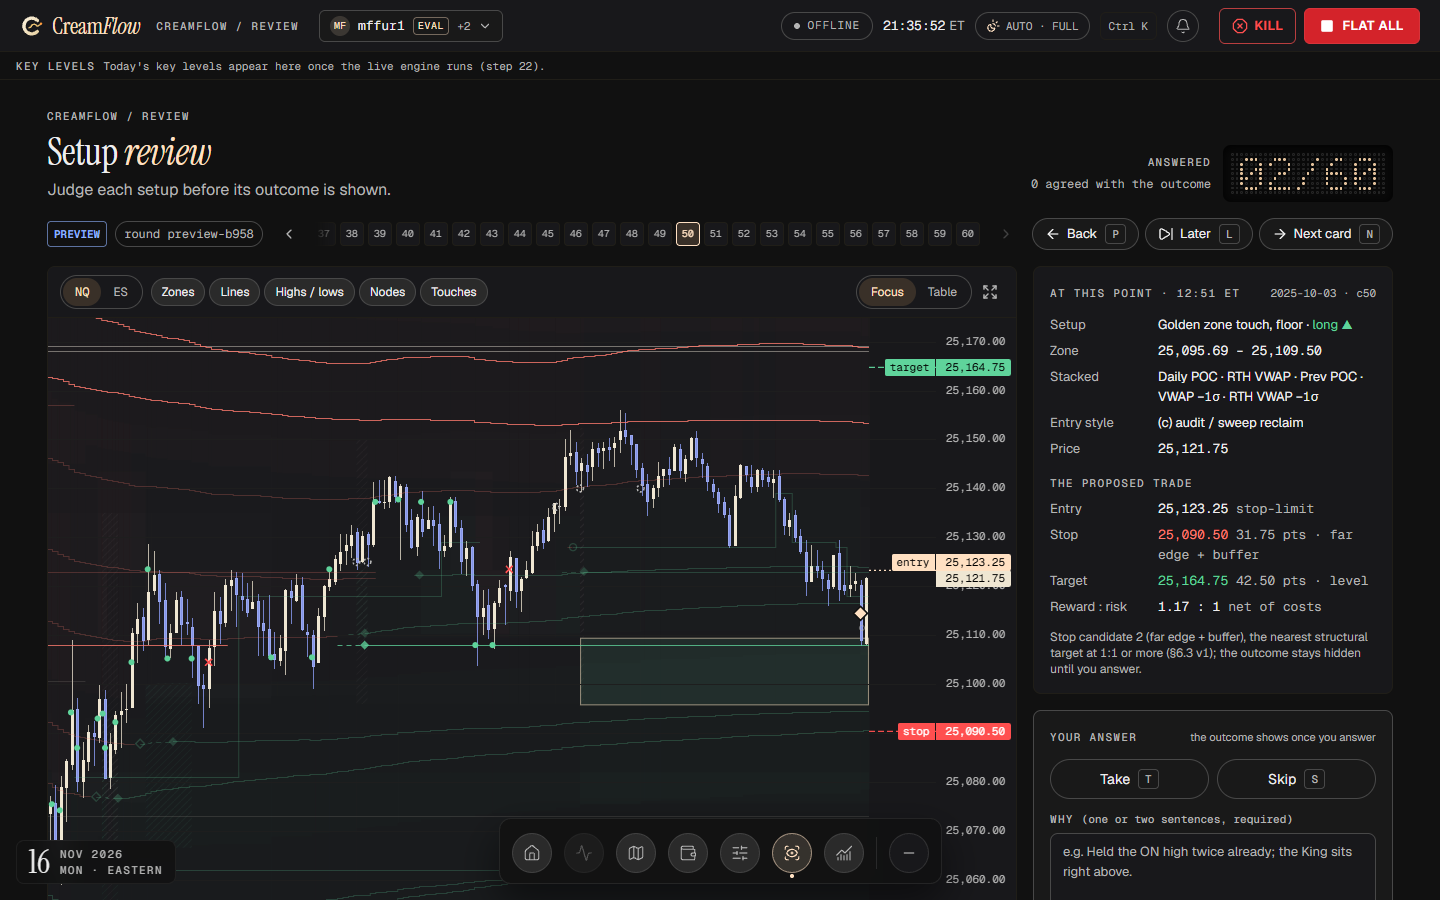 CreamFlow CREAMFLOW / REVIEW MF mffur1 EVAL +2 OFFLINE 21:35:52 ET AUTO · FULL Ctrl K KILL FLAT ALL
KEY LEVELS Today's key levels appear here once the live engine runs (step 22).
CREAMFLOW / REVIEW
Setup review
Judge each setup before its outcome is shown.
ANSWERED
0 agreed with the outcome
02/60
PREVIEW round preview-b958 37 38 39 40 41 42 43 44 45 46 47 48 49 50 51 52 53 54 55 56 57 58 59 60 Back P Later L Next card N
NQ ES Zones Lines Highs / lows Nodes Touches Focus Table
25,170.00
target 25,164.75
25,160.00
25,150.00
25,140.00
25,130.00
entry 25,123.25
25,121.75
25,110.00
25,100.00
stop 25,090.50
25,080.00
25,070.00
25,060.00
AT THIS POINT · 12:51 ET 2025-10-03 · c50
Setup Golden zone touch, floor · long ▲
Zone 25,095.69 – 25,109.50
Stacked Daily POC · RTH VWAP · Prev POC ·
VWAP −1σ · RTH VWAP −1σ
Entry style (c) audit / sweep reclaim
Price 25,121.75
THE PROPOSED TRADE
Entry 25,123.25 stop-limit
Stop 25,090.50 31.75 pts · far
edge + buffer
Target 25,164.75 42.50 pts · level
Reward : risk 1.17 : 1 net of costs
Stop candidate 2 (far edge + buffer), the nearest structural
target at 1:1 or more (§6.3 v1); the outcome stays hidden
until you answer.
YOUR ANSWER the outcome shows once you answer
Take T Skip S
WHY (one or two sentences, required)
e.g. Held the ON high twice already; the King sits
right above.
16 NOV 2026
MON · EASTERN